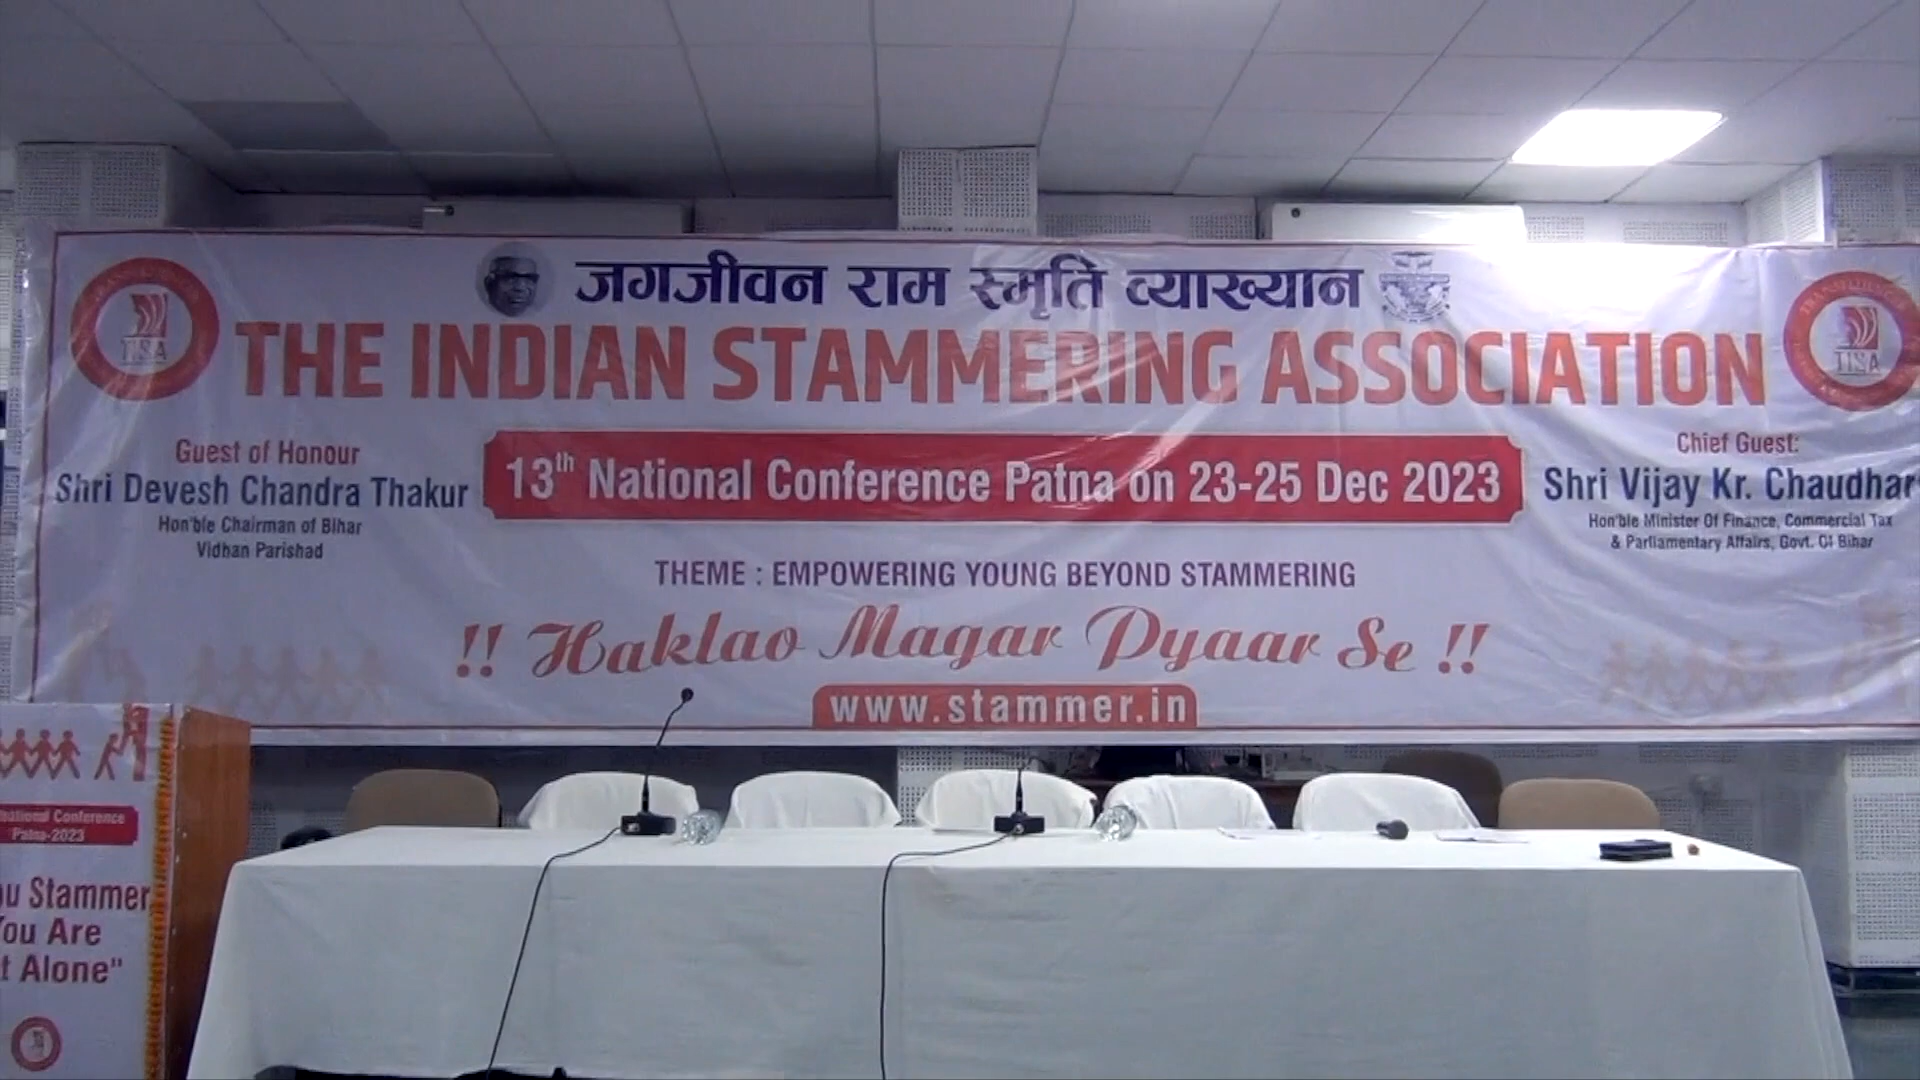 जगजीवन राम स्मृति व्याख्यान
THE INDIAN STAMMERING ASSOCIATION
TISA
TISA
Guest of Honour
Shri Devesh Chandra Thakur
Hon'ble Chairman of Bihar
Vidhan Parishad
13th National Conference Patna on 23-25 Dec 2023
Chief Guest:
Shri Vijay Kr. Chaudhar
Hon'ble Minister Of Finance, Commercial Tax
& Parliamentary Affairs, Govt. Of Bihar
THEME : EMPOWERING YOUNG BEYOND STAMMERING
!! Haklao Magar Pyaar Se !!
www.stammer.in
National Conference
Patna-2023
ou Stammer
You Are
t Alone"